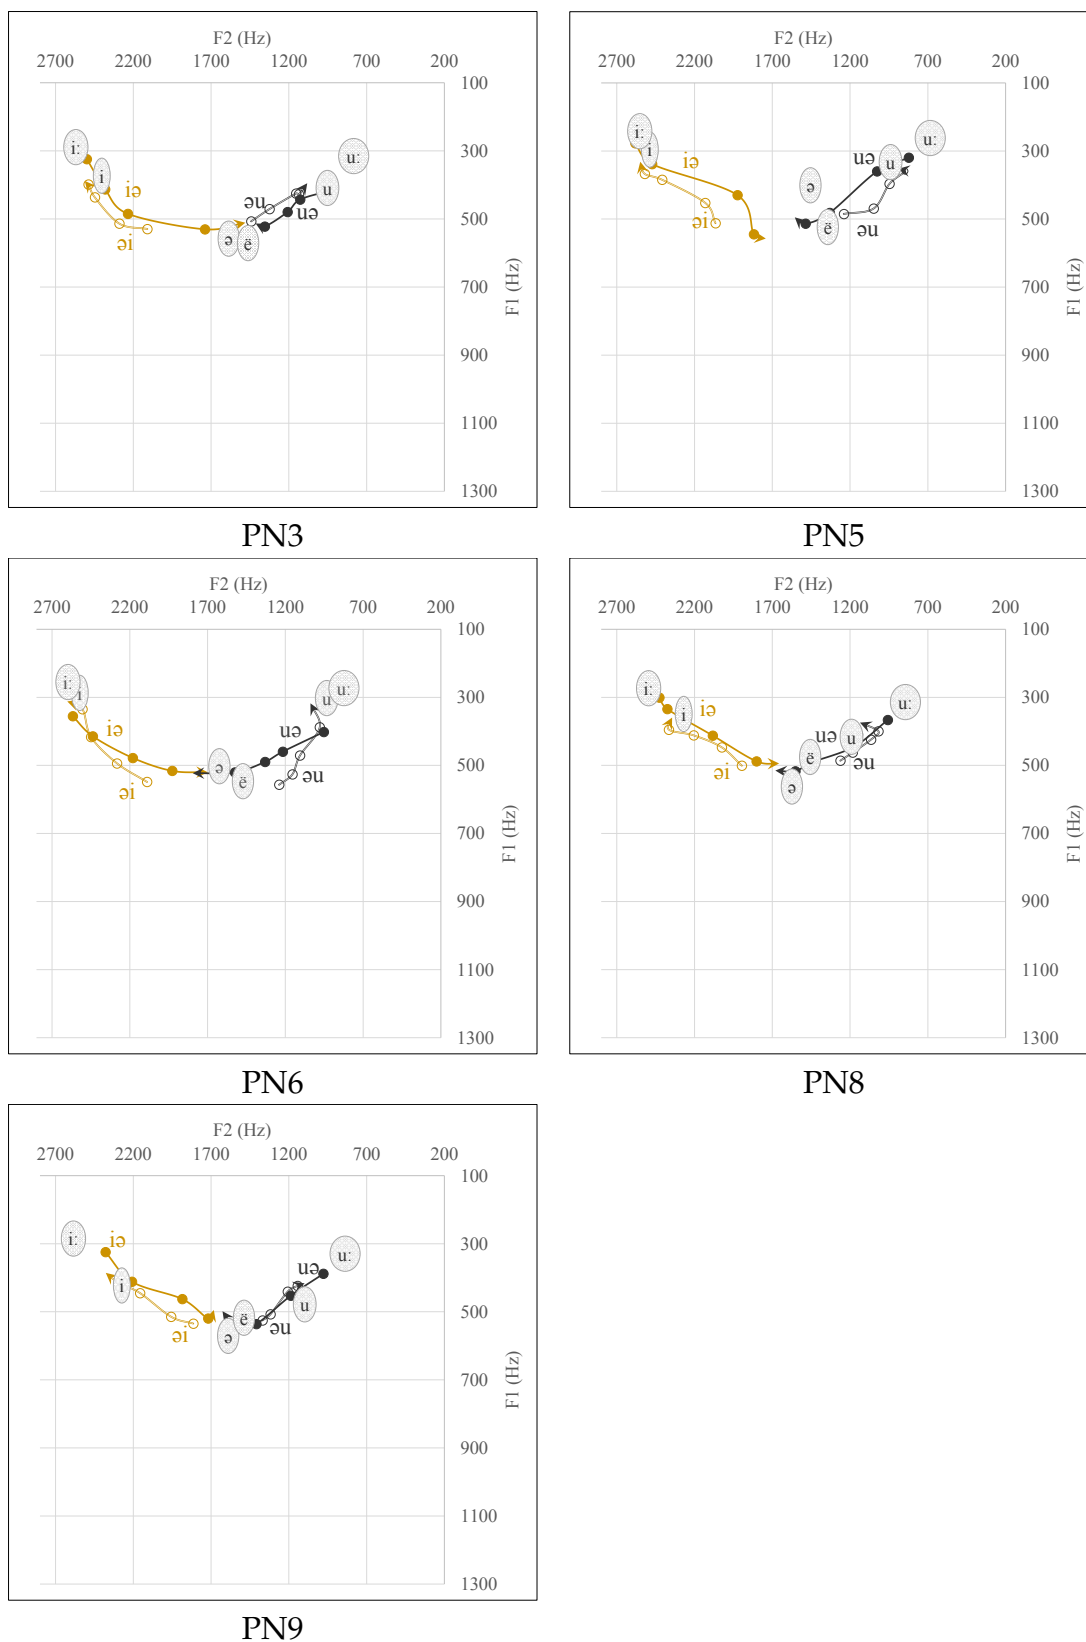 F2 (Hz)
2700 2200 1700 1200 700 200
100
300
500
700
900
1100
1300
F1 (Hz)
i:
i
iə
əi
ə
ë
əu
uə
u
u:
PN3
F2 (Hz)
2700 2200 1700 1200 700 200
100
300
500
700
900
1100
1300
F1 (Hz)
i:
i
iə
əi
ə
ë
uə
əu
u
u:
PN5
F2 (Hz)
2700 2200 1700 1200 700 200
100
300
500
700
900
1100
1300
F1 (Hz)
i:
i
iə
əi
ə
ë
uə
əu
u
u:
PN6
F2 (Hz)
2700 2200 1700 1200 700 200
100
300
500
700
900
1100
1300
F1 (Hz)
i:
i
iə
əi
ə
ë
uə
əu
u
u:
PN8
F2 (Hz)
2700 2200 1700 1200 700 200
100
300
500
700
900
1100
1300
F1 (Hz)
i:
i
iə
əi
ə
ë
uə
əu
u
u:
PN9